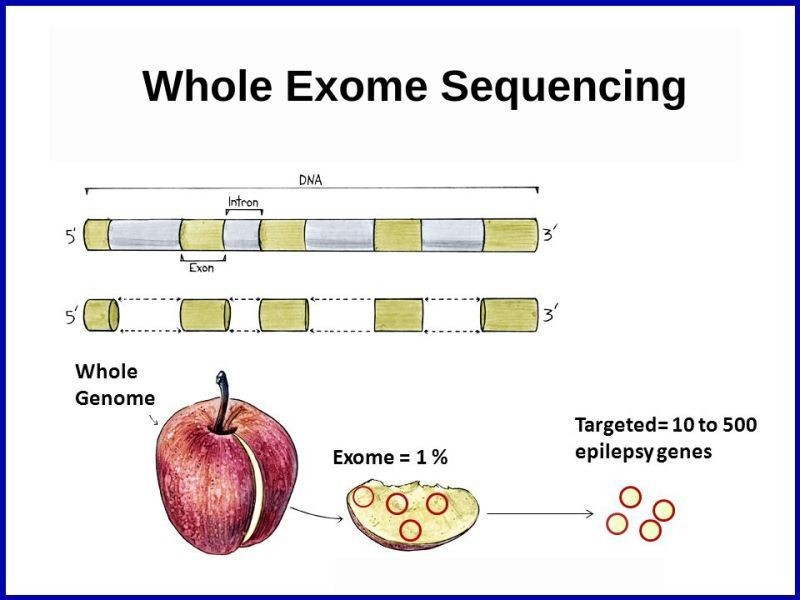 Whole Exome Sequencing
DNA
Intron
5' 3'
Exon
5' 3'
Whole
Genome
Exome = 1 %
Targeted= 10 to 500
epilepsy genes